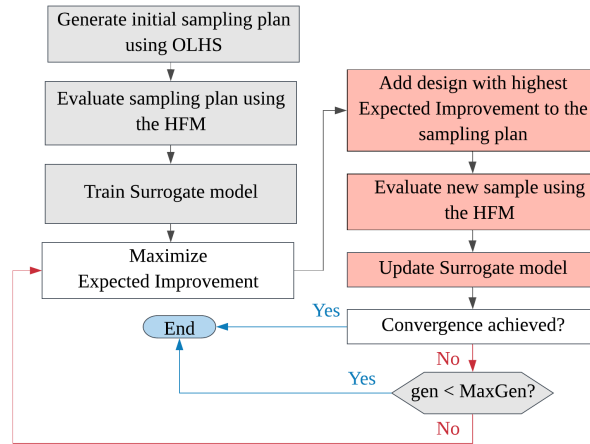 Generate initial sampling plan
using OLHS
Evaluate sampling plan using
the HFM
Train Surrogate model
Maximize
Expected Improvement
Add design with highest
Expected Improvement to the
sampling plan
Evaluate new sample using
the HFM
Update Surrogate model
Convergence achieved?
Yes
End
No
gen < MaxGen?
Yes
No